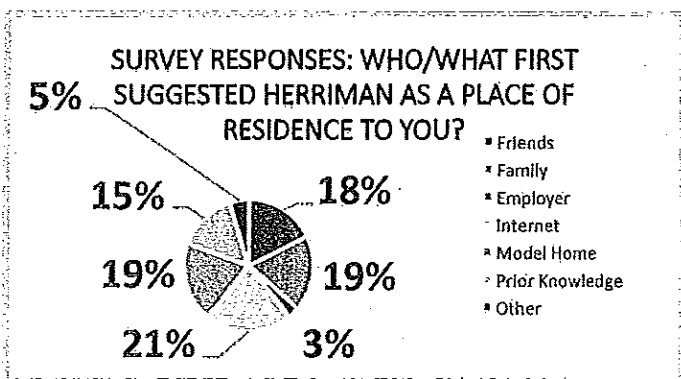 SURVEY RESPONSES: WHO/WHAT FIRST
SUGGESTED HERRIMAN AS A PLACE OF
RESIDENCE TO YOU?
5%
18%
19%
3%
21%
19%
15%
Friends
Family
Employer
Internet
Model Home
Prior Knowledge
Other